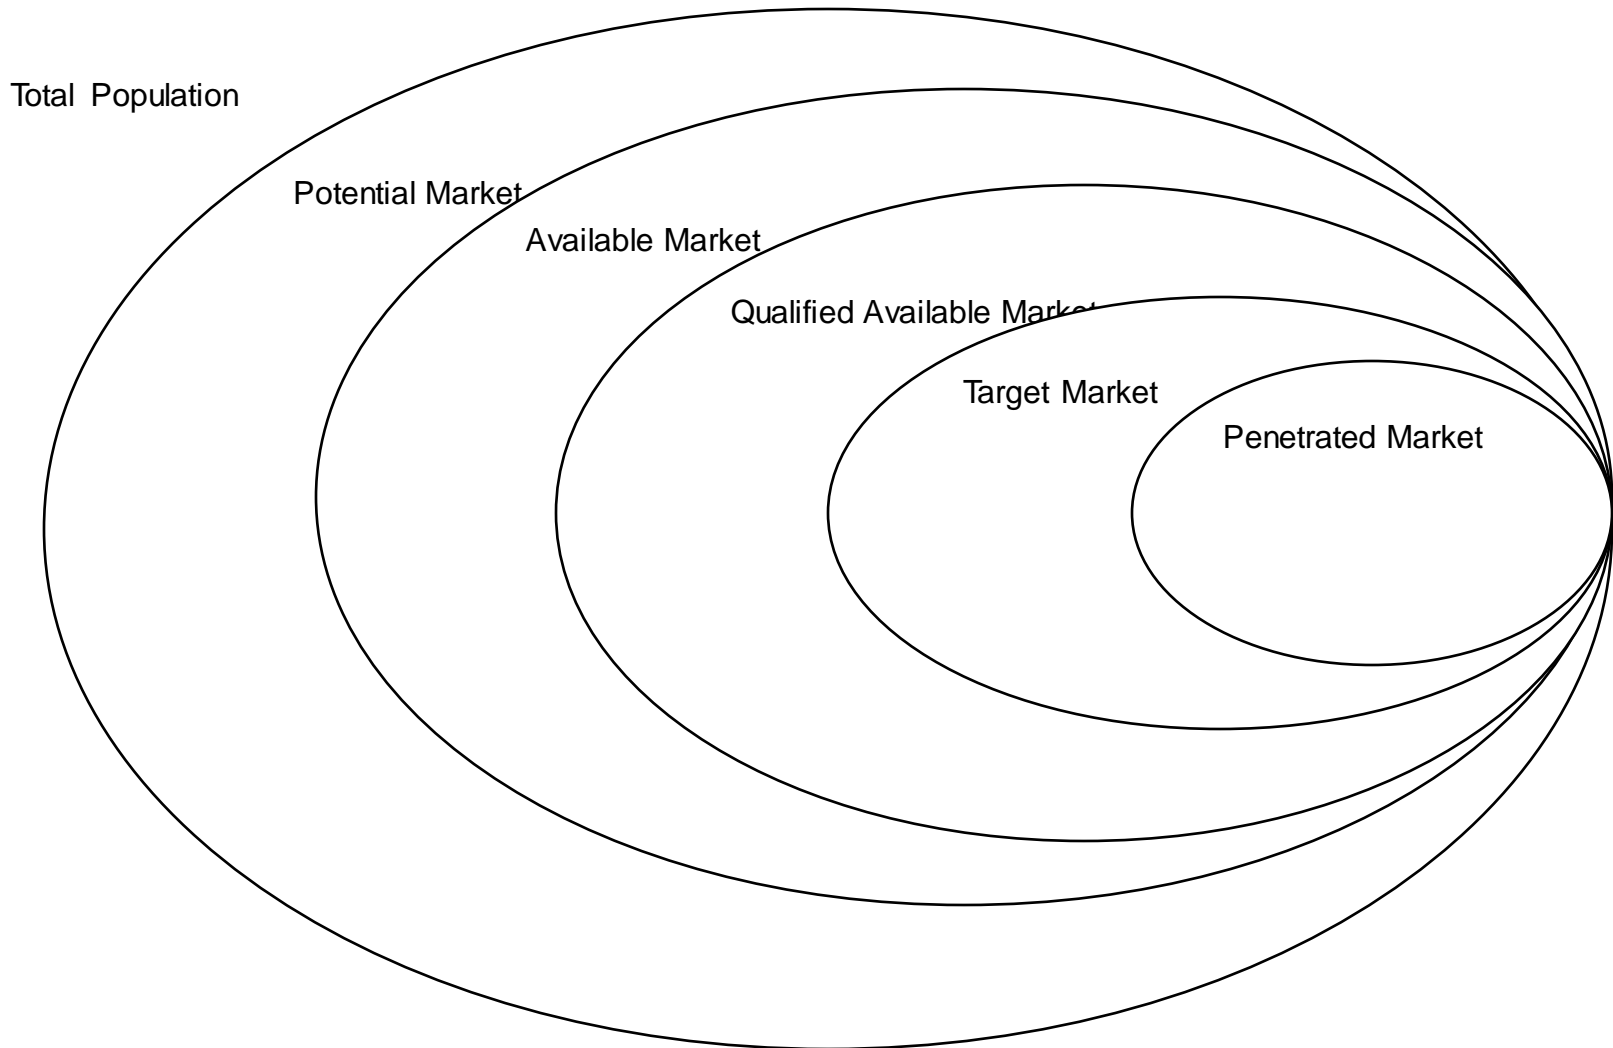 Total Population
Potential Market
Available Market
Qualified Available Market
Target Market
Penetrated Market